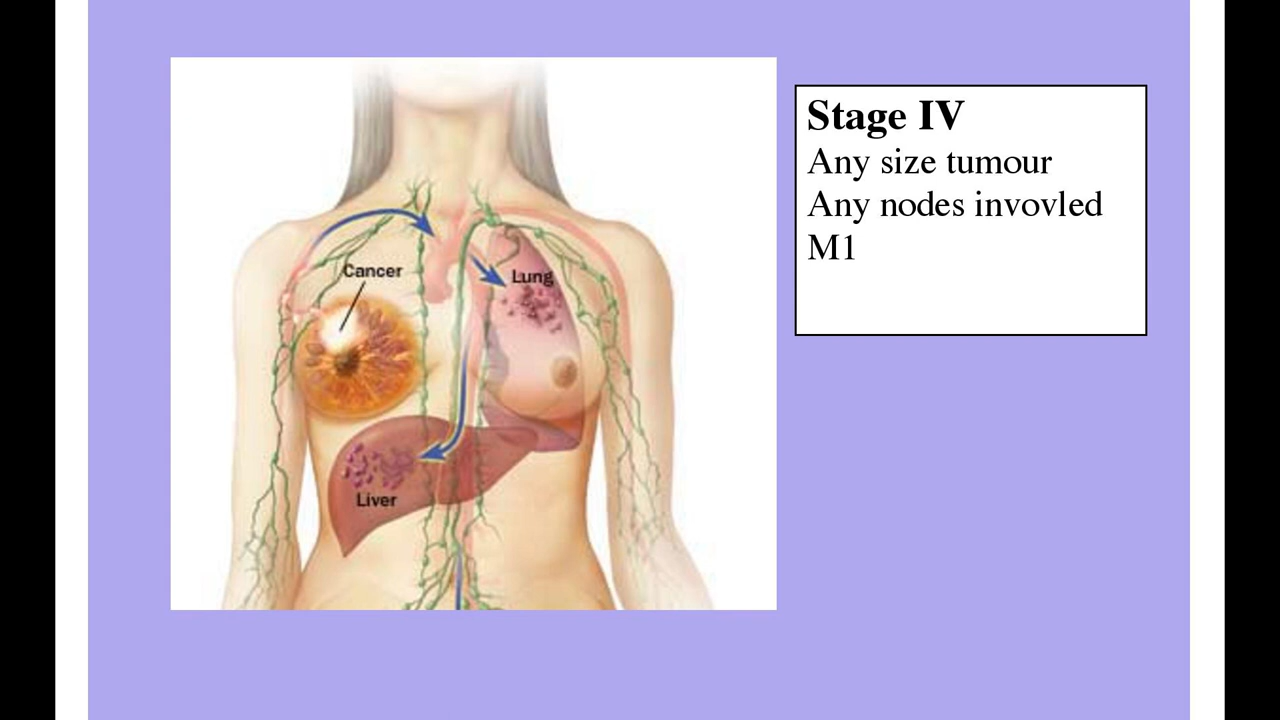 Stage IV
Any size tumour
Any nodes invovled
M1
Cancer
Lung
Liver